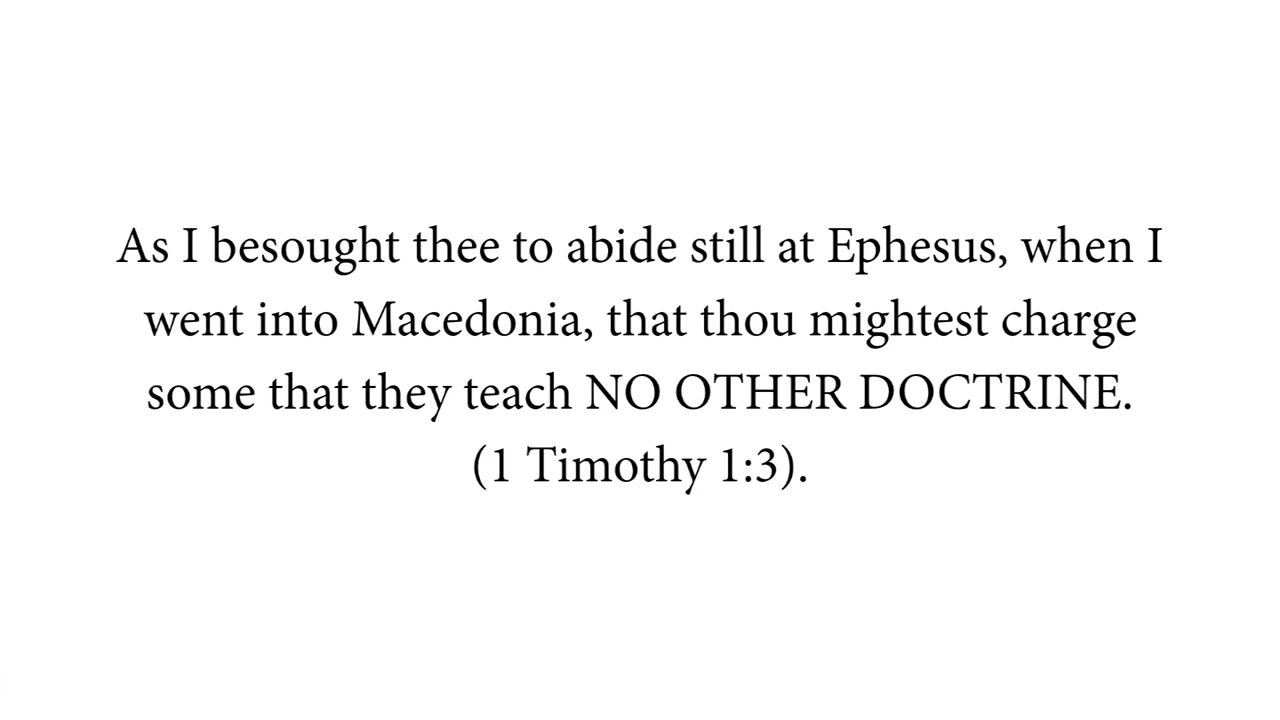 As I besought thee to abide still at Ephesus, when I
went into Macedonia, that thou mightest charge
some that they teach NO OTHER DOCTRINE.
(1 Timothy 1:3).